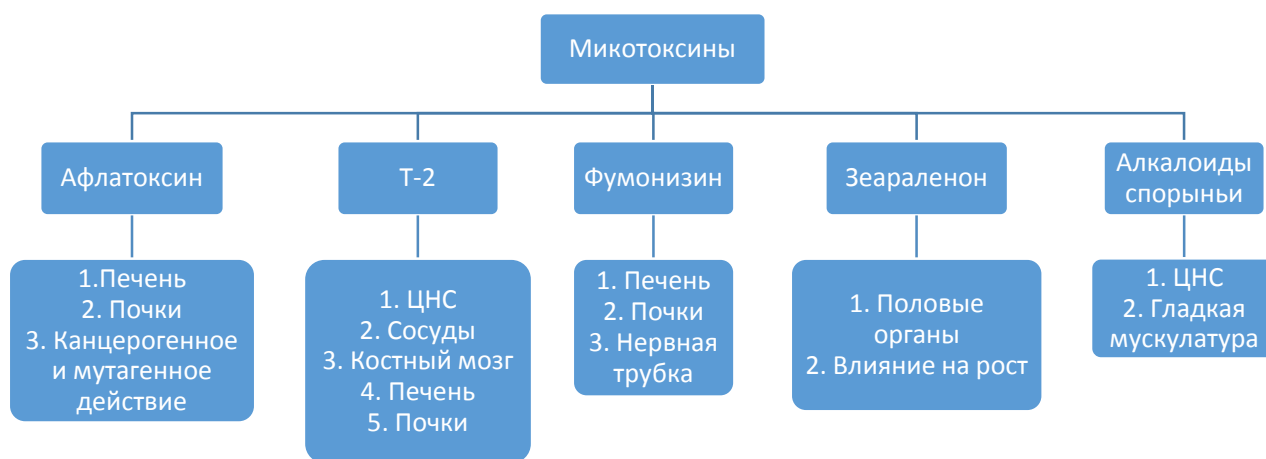 Микотоксины
Афлатоксин
Т-2
Фумонизин
Зеараленон
Алкалоиды
спорыньи
1.Печень
2. Почки
3. Канцерогенное
и мутагенное
действие
1. ЦНС
2. Сосуды
3. Костный мозг
4. Печень
5. Почки
1. Печень
2. Почки
3. Нервная
трубка
1. Половые
органы
2. Влияние на рост
1. ЦНС
2. Гладкая
мускулатура